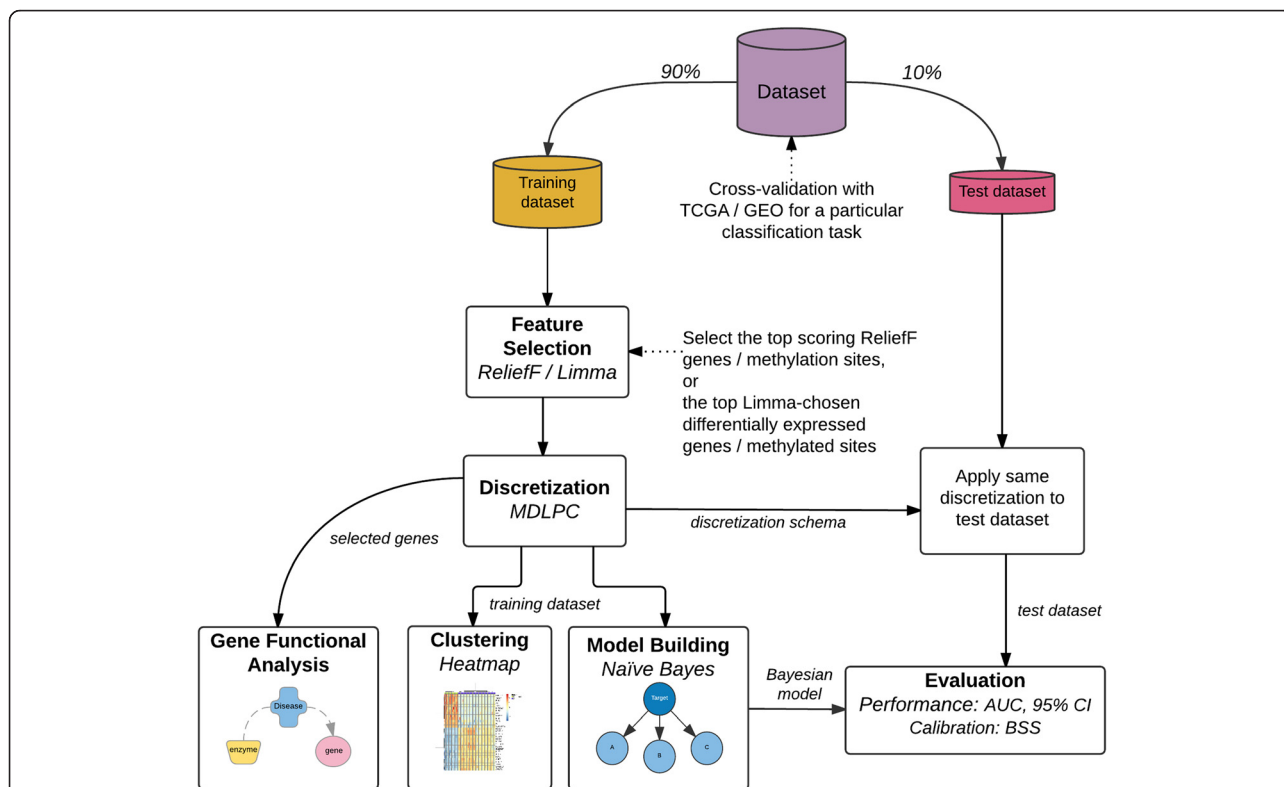 90%
Dataset
10%
Training
dataset
Cross-validation with
TCGA / GEO for a particular
classification task
Test dataset
Feature
Selection
ReliefF / Limma
Select the top scoring ReliefF
genes / methylation sites,
or
the top Limma-chosen
differentially expressed
genes / methylated sites
Discretization
MDLPC
discretization schema
Apply same
discretization to
test dataset
selected genes
training dataset
test dataset
Gene Functional
Analysis
Disease
enzyme
gene
Clustering
Heatmap
Model Building
Naïve Bayes
Target
A
B
C
Bayesian
model
Evaluation
Performance: AUC, 95% CI
Calibration: BSS